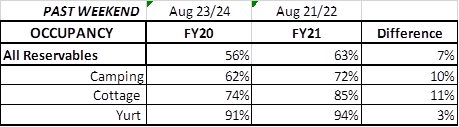 PAST WEEKEND Aug 23/24 Aug 21/22
OCCUPANCY FY20 FY21 Difference
All Reservables 56% 63% 7%
Camping 62% 72% 10%
Cottage 74% 85% 11%
Yurt 91% 94% 3%